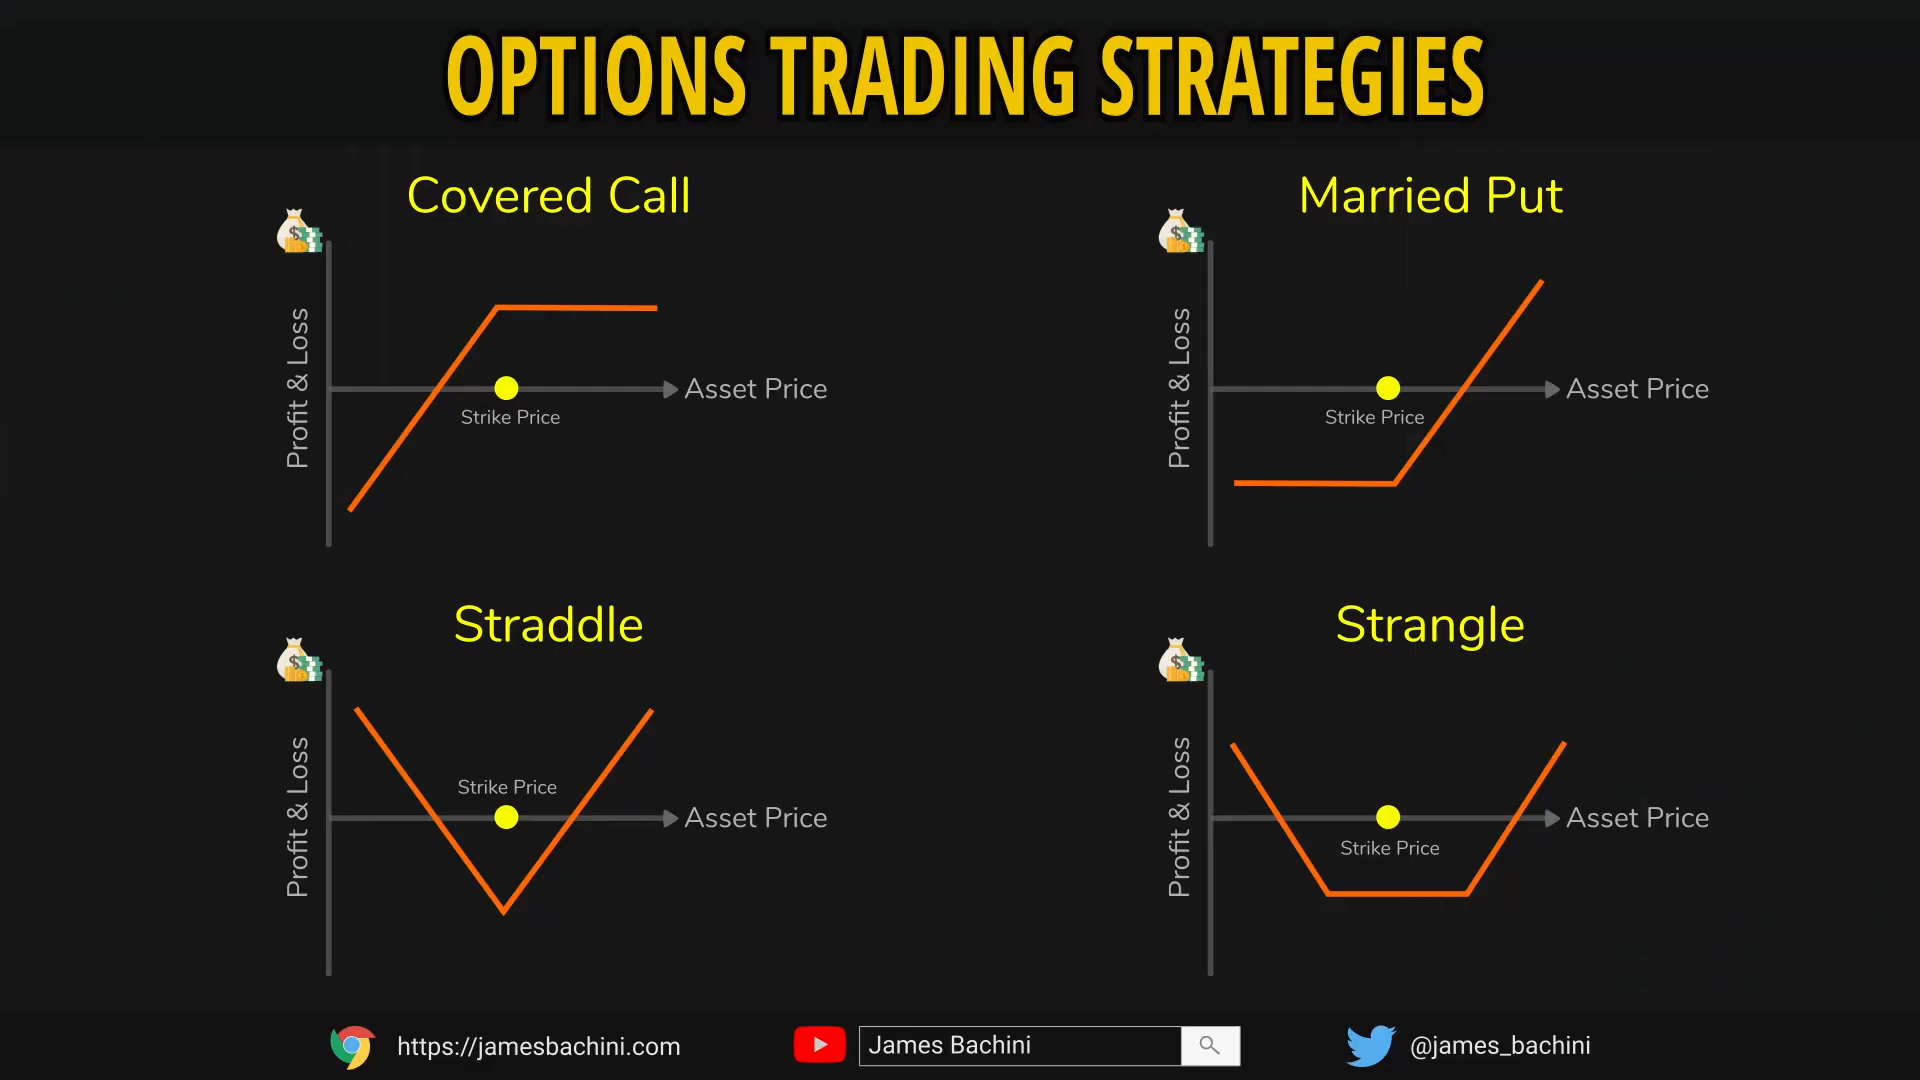 OPTIONS TRADING STRATEGIES
Covered Call
Profit & Loss
Asset Price
Strike Price
Married Put
Profit & Loss
Asset Price
Strike Price
Straddle
Profit & Loss
Strike Price
Asset Price
Strangle
Profit & Loss
Asset Price
Strike Price
https://jamesbachini.com
James Bachini
@james_bachini